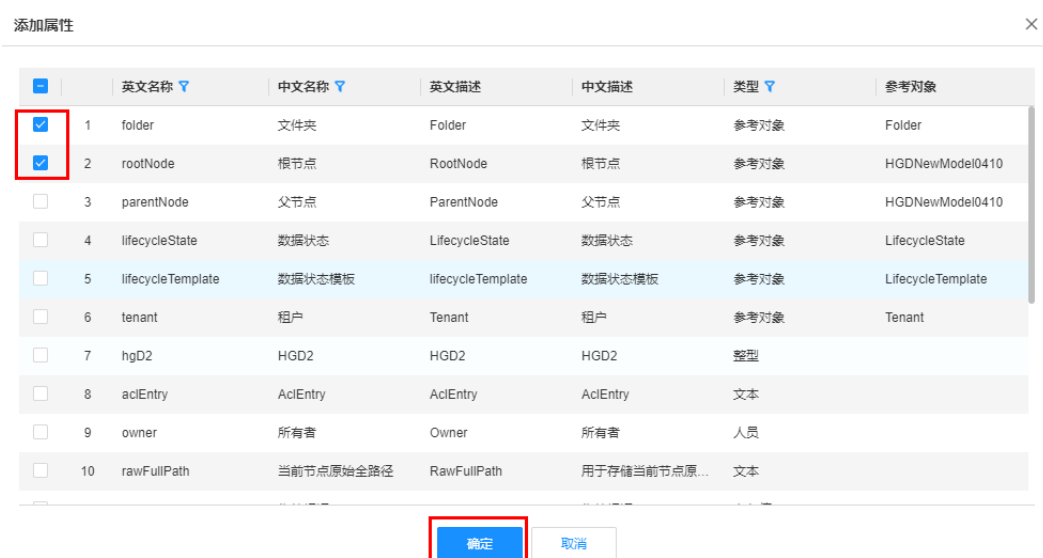 添加属性
英文名称 中文名称 英文描述 中文描述 类型 参考对象
1 folder 文件夹 Folder 文件夹 参考对象 Folder
2 rootNode 根节点 RootNode 根节点 参考对象 HGDNewModel0410
3 parentNode 父节点 ParentNode 父节点 参考对象 HGDNewModel0410
4 lifecycleState 数据状态 LifecycleState 数据状态 参考对象 LifecycleState
5 lifecycleTemplate 数据状态模板 lifecycleTemplate 数据状态模板 参考对象 LifecycleTemplate
6 tenant 租户 Tenant 租户 参考对象 Tenant
7 hgD2 HGD2 HGD2 HGD2 整型
8 aclEntry AclEntry AclEntry AclEntry 文本
9 owner 所有者 Owner 所有者 人员
10 rawFullPath 当前节点原始全路径 RawFullPath 用于存储当前节点原... 文本
确定 取消